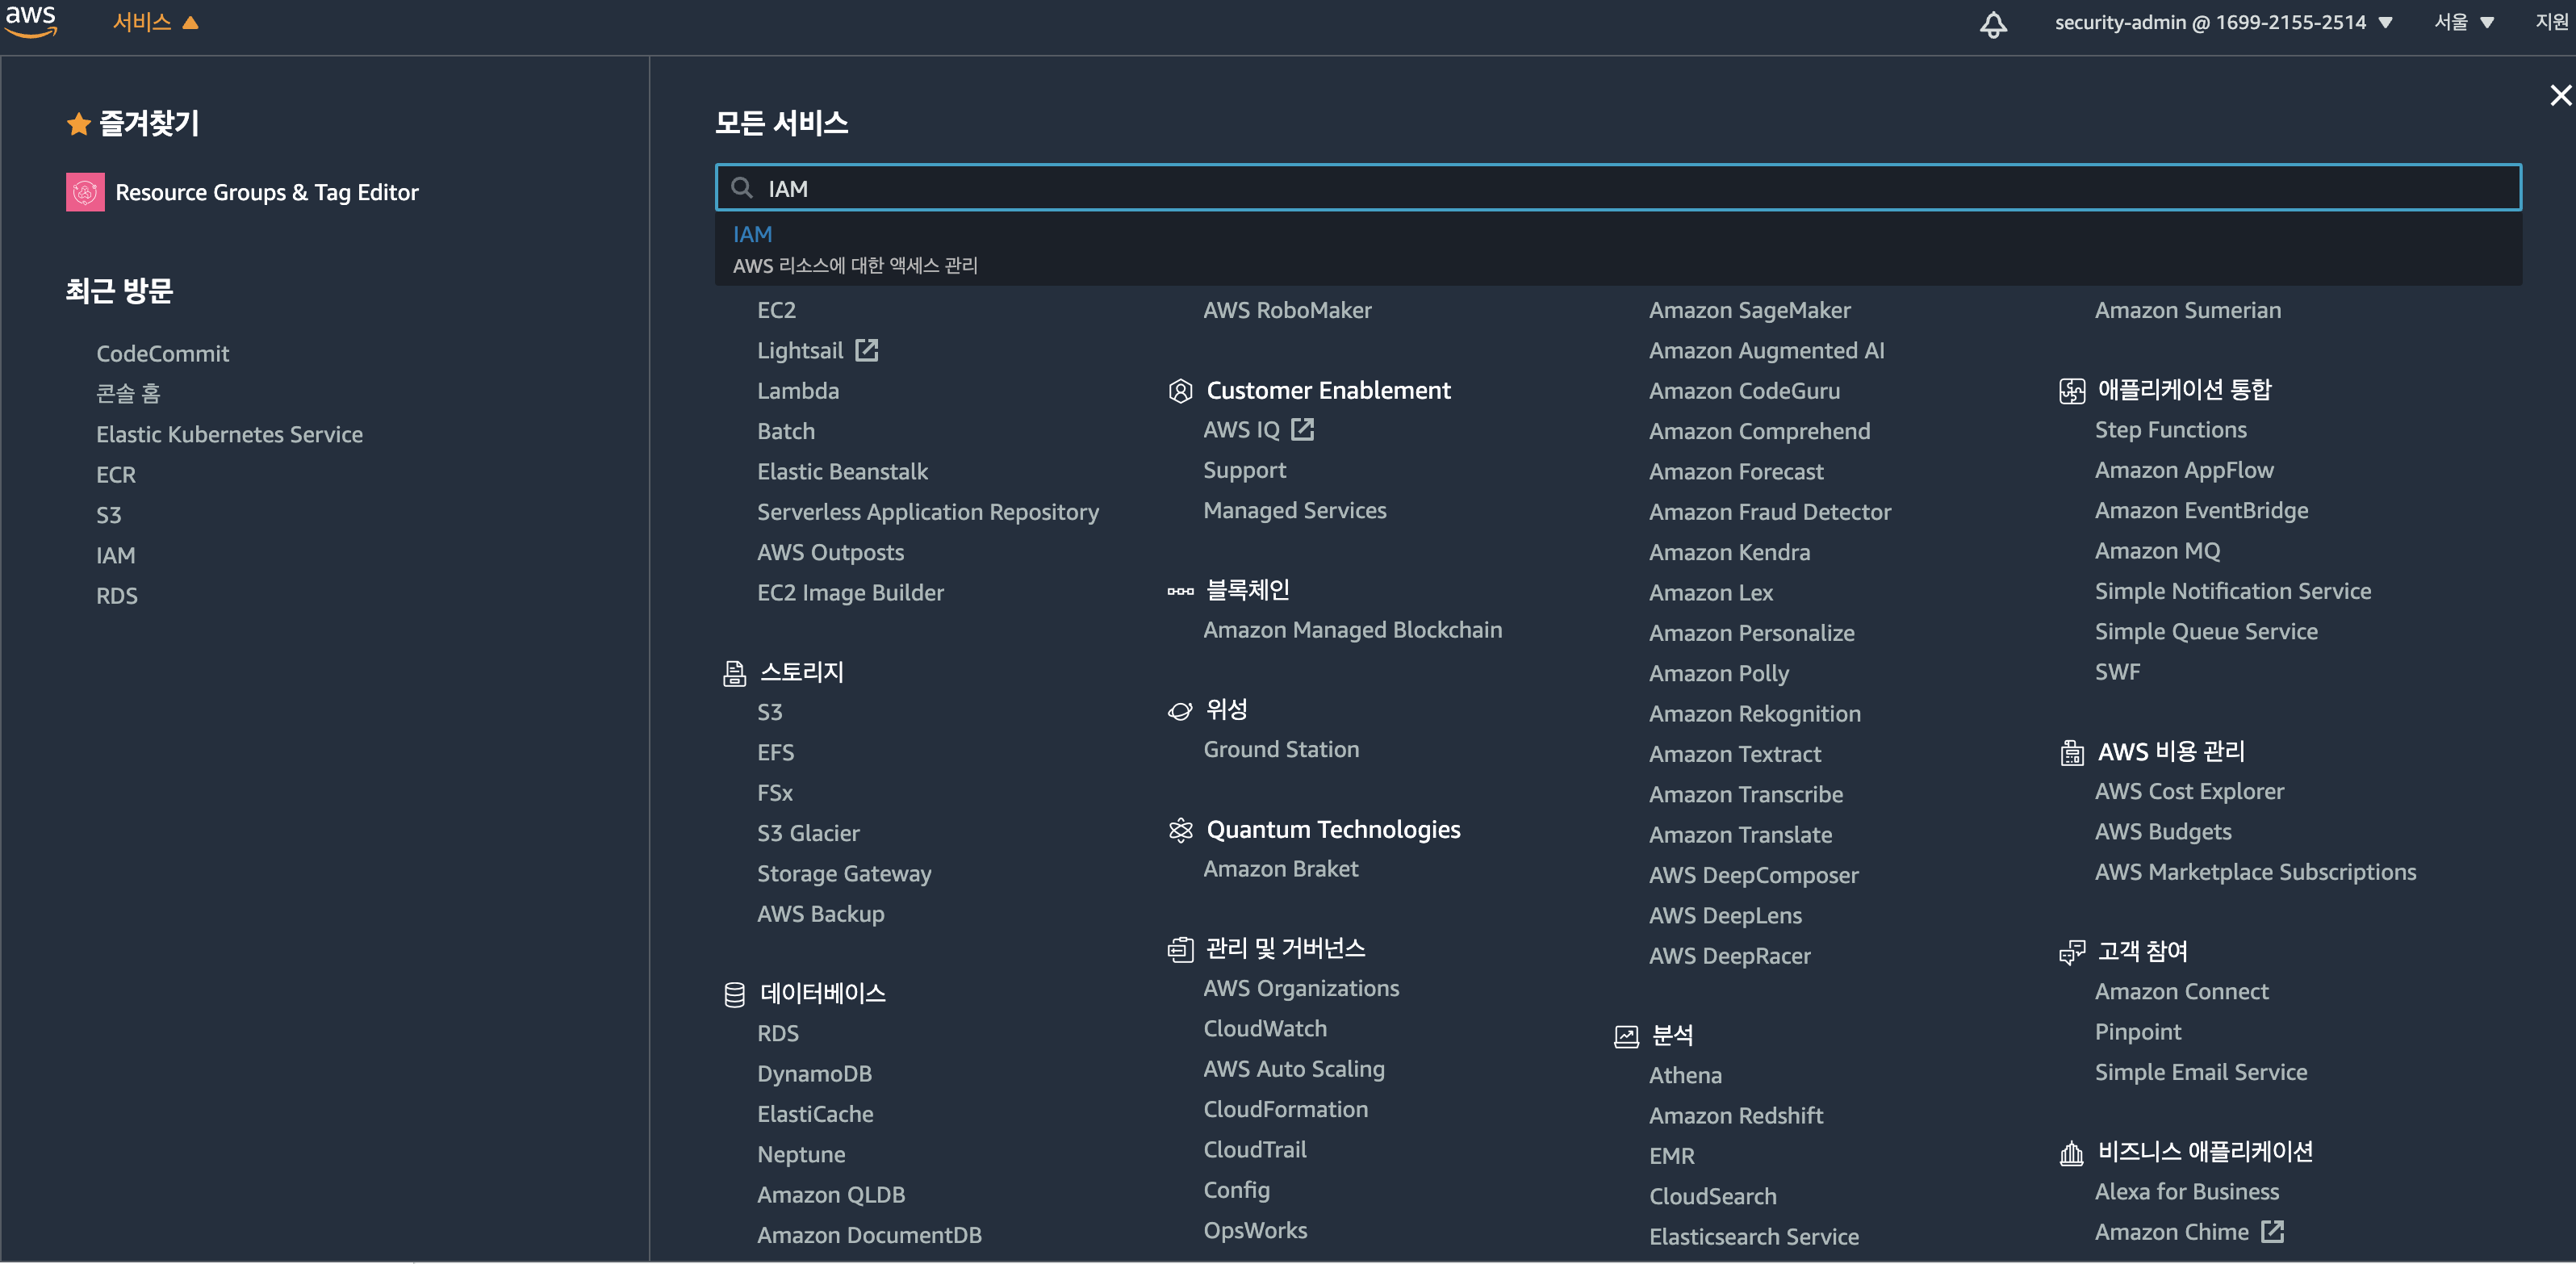 aws
서비스
security-admin @ 1699-2155-2514
서울
지원
즐겨찾기
Resource Groups & Tag Editor
최근 방문
CodeCommit
콘솔 홈
Elastic Kubernetes Service
ECR
S3
IAM
RDS
모든 서비스
IAM
IAM
AWS 리소스에 대한 액세스 관리
EC2
Lightsail
Lambda
Batch
Elastic Beanstalk
Serverless Application Repository
AWS Outposts
EC2 Image Builder
스토리지
S3
EFS
FSx
S3 Glacier
Storage Gateway
AWS Backup
데이터베이스
RDS
DynamoDB
ElastiCache
Neptune
Amazon QLDB
Amazon DocumentDB
AWS RoboMaker
Customer Enablement
AWS IQ
Support
Managed Services
블록체인
Amazon Managed Blockchain
위성
Ground Station
Quantum Technologies
Amazon Braket
관리 및 거버넌스
AWS Organizations
CloudWatch
AWS Auto Scaling
CloudFormation
CloudTrail
Config
OpsWorks
Amazon SageMaker
Amazon Augmented AI
Amazon CodeGuru
Amazon Comprehend
Amazon Forecast
Amazon Fraud Detector
Amazon Kendra
Amazon Lex
Amazon Personalize
Amazon Polly
Amazon Rekognition
Amazon Textract
Amazon Transcribe
Amazon Translate
AWS DeepComposer
AWS DeepLens
AWS DeepRacer
분석
Athena
Amazon Redshift
EMR
CloudSearch
Elasticsearch Service
Amazon Sumerian
애플리케이션 통합
Step Functions
Amazon AppFlow
Amazon EventBridge
Amazon MQ
Simple Notification Service
Simple Queue Service
SWF
AWS 비용 관리
AWS Cost Explorer
AWS Budgets
AWS Marketplace Subscriptions
고객 참여
Amazon Connect
Pinpoint
Simple Email Service
비즈니스 애플리케이션
Alexa for Business
Amazon Chime